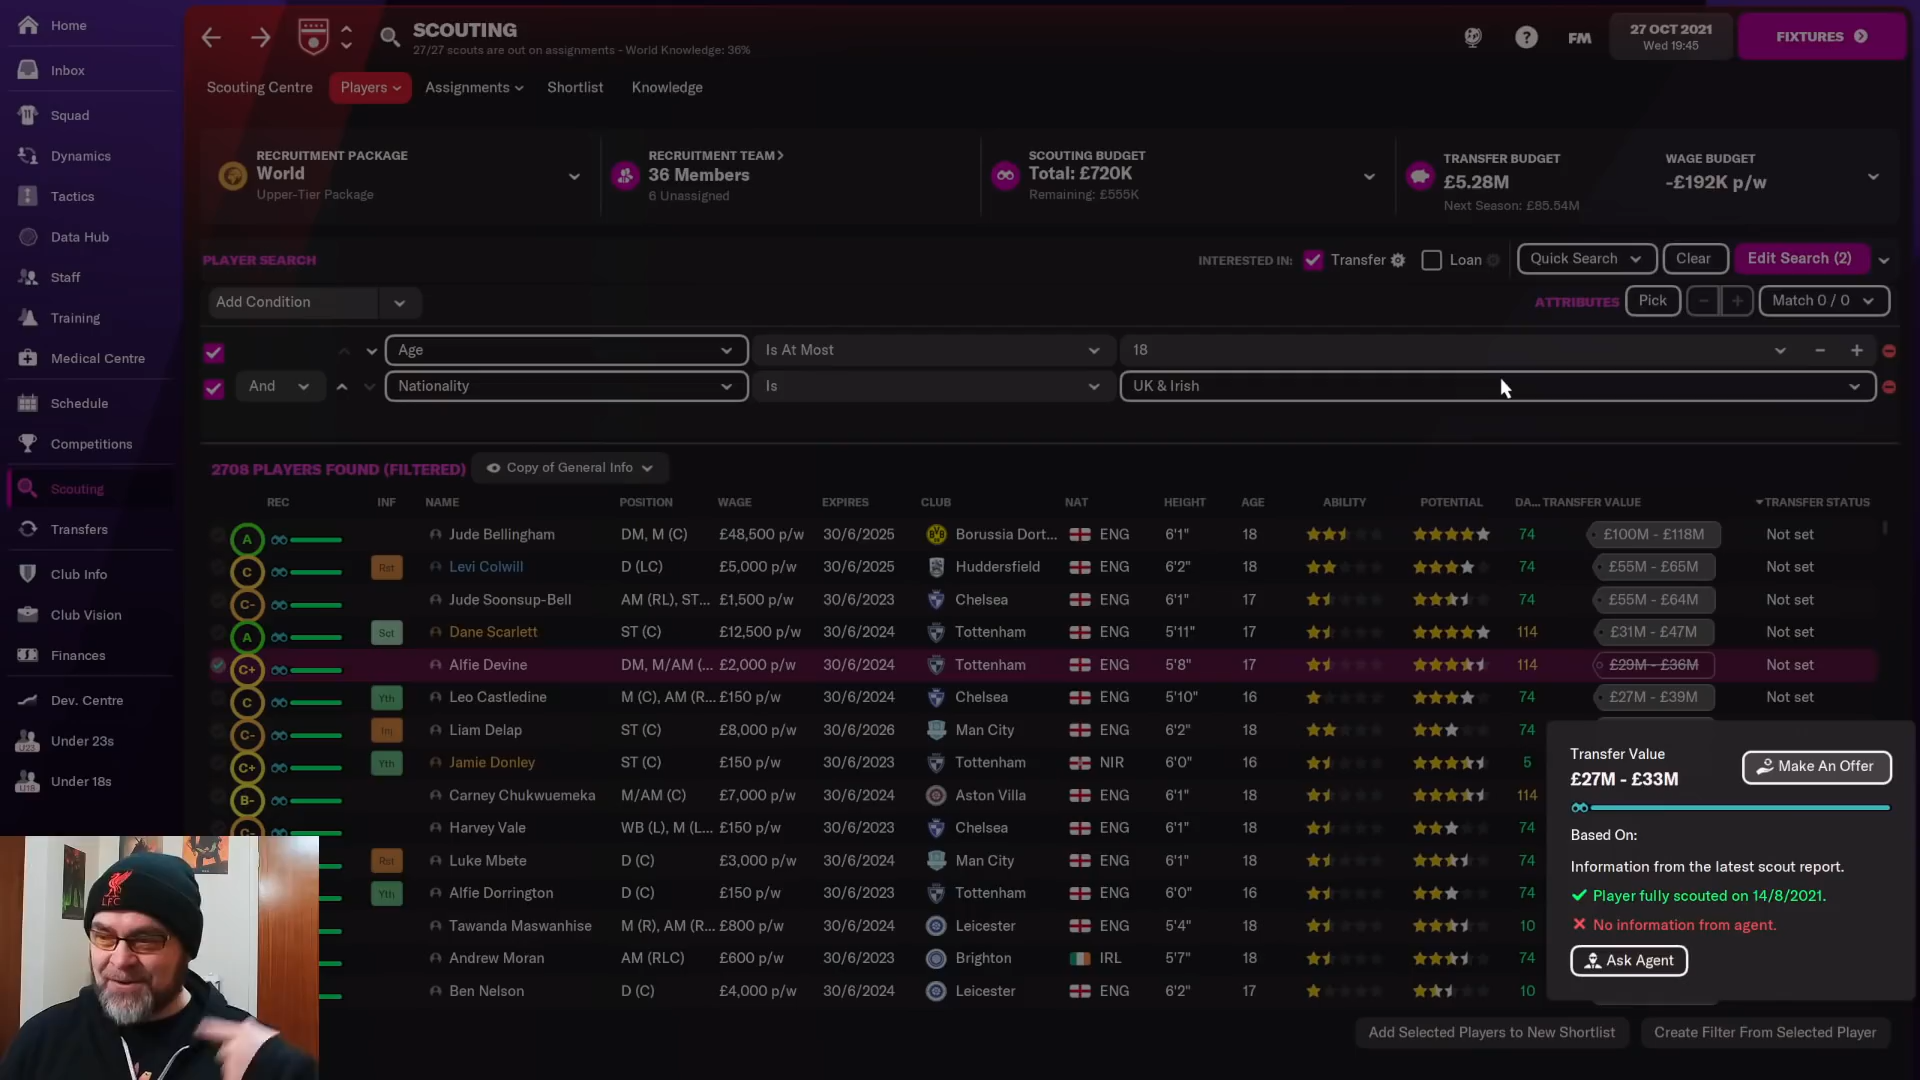 Home
Inbox
Squad
Dynamics
Tactics
Data Hub
Staff
Training
Medical Centre
Schedule
Competitions
Scouting
Transfers
Club Info
Club Vision
Finances
Dev. Centre
Under 23s
Under 18s
SCOUTING
27/27 scouts are out on assignments - World Knowledge: 36%
FM
27 OCT 2021
Wed 19:45
FIXTURES
Scouting Centre Players Assignments Shortlist Knowledge
RECRUITMENT PACKAGE
World
Upper-Tier Package
RECRUITMENT TEAM>
36 Members
6 Unassigned
SCOUTING BUDGET
Total: £720K
Remaining: £555K
TRANSFER BUDGET
£5.28M
Next Season: £85.54M
WAGE BUDGET
-£192K p/w
PLAYER SEARCH
INTERESTED IN: Transfer Loan Quick Search Clear Edit Search (2)
Add Condition
ATTRIBUTES Pick - + Match 0 / 0
Age Is At Most 18 - +
And Nationality Is UK & Irish
2708 PLAYERS FOUND (FILTERED) Copy of General Info
REC INF NAME POSITION WAGE EXPIRES CLUB NAT HEIGHT AGE ABILITY POTENTIAL DA... TRANSFER VALUE TRANSFER STATUS
A Jude Bellingham DM, M (C) £48,500 p/w 30/6/2025 Borussia Dort... ENG 6'1" 18 74 £100M - £118M Not set
C Rst Levi Colwill D (LC) £5,000 p/w 30/6/2025 Huddersfield ENG 6'2" 18 74 £55M - £65M Not set
C- Jude Soonsup-Bell AM (RL), ST... £1,500 p/w 30/6/2023 Chelsea ENG 6'1" 17 74 £55M - £64M Not set
A Sct Dane Scarlett ST (C) £12,500 p/w 30/6/2024 Tottenham ENG 5'11" 17 114 £31M - £47M Not set
C+ Alfie Devine DM, M/AM (... £2,000 p/w 30/6/2024 Tottenham ENG 5'8" 17 114 £29M - £36M Not set
C Yth Leo Castledine M (C), AM (R... £150 p/w 30/6/2024 Chelsea ENG 5'10" 16 74 £27M - £39M Not set
C- Inj Liam Delap ST (C) £8,000 p/w 30/6/2026 Man City ENG 6'2" 18 74
C+ Yth Jamie Donley ST (C) £150 p/w 30/6/2024 Tottenham NIR 6'0" 16 5
B- Carney Chukwuemeka M/AM (C) £7,000 p/w 30/6/2023 Aston Villa ENG 6'1" 18 114
C- Harvey Vale WB (L), M (L... £150 p/w 30/6/2023 Chelsea ENG 6'1" 18 74
Rst Luke Mbete D (C) £3,000 p/w 30/6/2024 Man City ENG 6'1" 18 74
Yth Alfie Dorrington D (C) £150 p/w 30/6/2024 Tottenham ENG 6'0" 16 74
Tawanda Maswanhise M (R), AM (R... £800 p/w 30/6/2024 Leicester ENG 5'4" 18 10
Andrew Moran AM (RLC) £600 p/w 30/6/2024 Brighton IRL 5'7" 18 74
Ben Nelson D (C) £4,000 p/w 30/6/2024 Leicester ENG 6'2" 17 10
Transfer Value
£27M - £33M
Make An Offer
Based On:
Information from the latest scout report.
Player fully scouted on 14/8/2021.
No information from agent.
Ask Agent
Add Selected Players to New Shortlist
Create Filter From Selected Player
L.F.C.